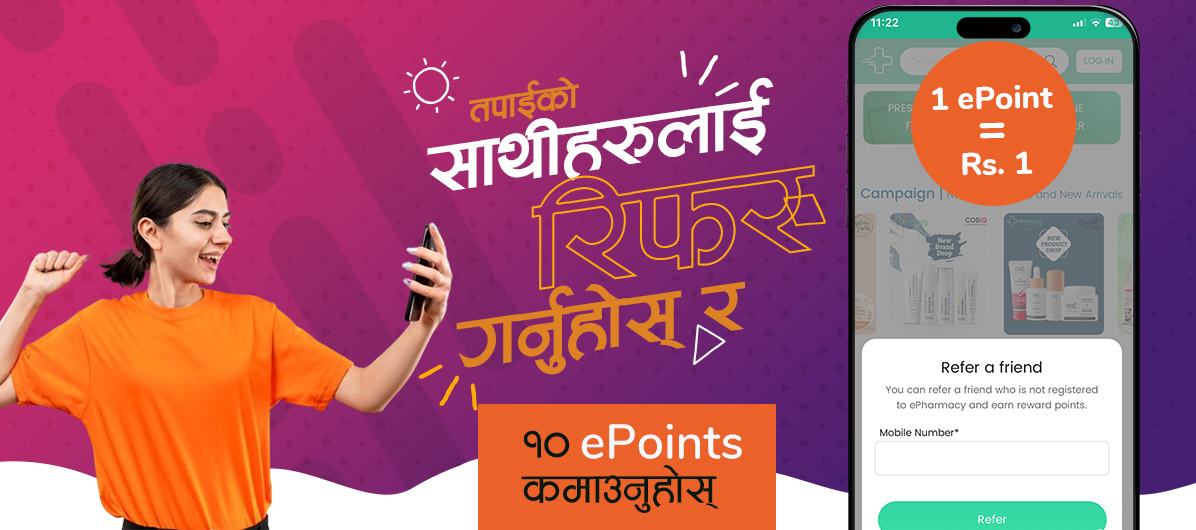 तपाईको
साथीहरुलाई
रिफर
गर्नुहोस् र
१० ePoints
कमाउनुहोस्
11:22
43
LOG IN
1 ePoint
=
Rs. 1
Campaign |
and New Arrivals
COSIQ
New
Brand
Drop
NEW
PRODUCT
DROP
Refer a friend
You can refer a friend who is not registered
to ePharmacy and earn reward points.
Mobile Number*
Refer